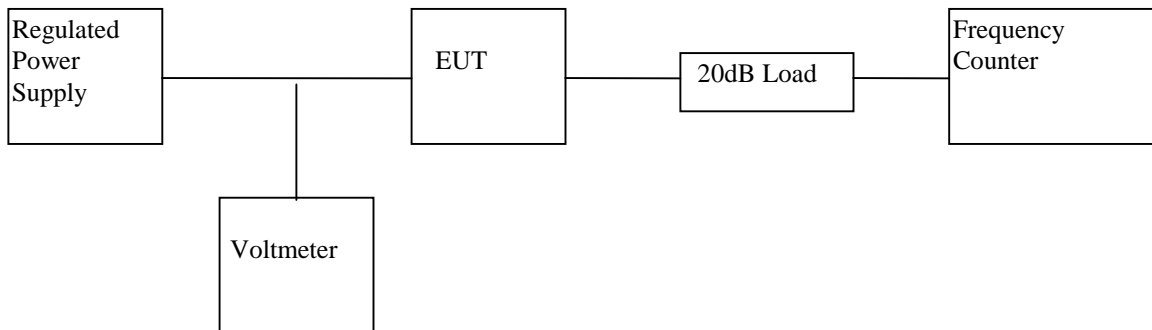 Regulated
Power
Supply
EUT
20dB Load
Frequency
Counter
Voltmeter